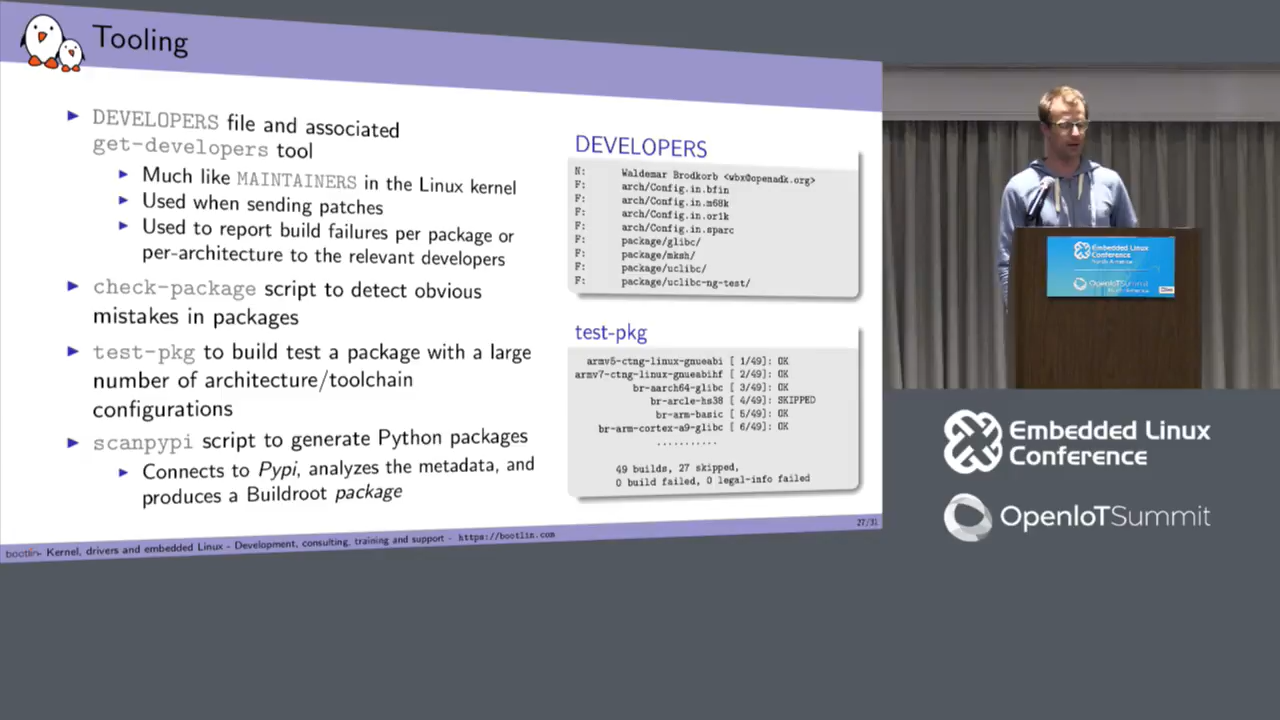 Tooling
DEVELOPERS file and associated
get-developers tool
Much like MAINTAINERS in the Linux kernel
Used when sending patches
Used to report build failures per package or
per-architecture to the relevant developers
check-package script to detect obvious
mistakes in packages
test-pkg to build test a package with a large
number of architecture/toolchain
configurations
scanpypi script to generate Python packages
Connects to Pypi, analyzes the metadata, and
produces a Buildroot package
DEVELOPERS
N: Waldemar Brodkorb <wbx@openadk.org>
F: arch/Config.in.bfin
F: arch/Config.in.m68k
F: arch/Config.in.or1k
F: arch/Config.in.sparc
F: package/glibc/
F: package/mksh/
F: package/uclibc/
F: package/uclibc-ng-test/
test-pkg
armv5-ctng-linux-gnueabi [ 1/49]: OK
armv7-ctng-linux-gnueabihf [ 2/49]: OK
br-aarch64-glibc [ 3/49]: OK
br-arcle-hs38 [ 4/49]: SKIPPED
br-arm-basic [ 5/49]: OK
br-arm-cortex-a9-glibc [ 6/49]: OK
...........
49 builds, 27 skipped,
0 build failed, 0 legal-info failed
bootlin - Kernel, drivers and embedded Linux - Development, consulting, training and support - https://bootlin.com
27/31
Embedded Linux
Conference
North America
OpenIoTSummit
Embedded Linux
Conference
OpenIoTSummit